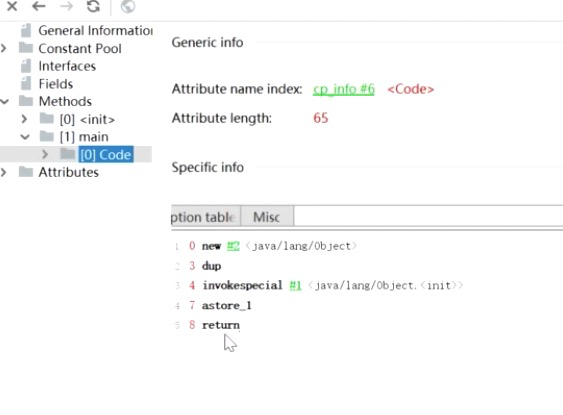 General Informatio
Constant Pool
Interfaces
Fields
Methods
[0] <init>
[1] main
[0] Code
Attributes
Generic info
Attribute name index: cp_info #6 <Code>
Attribute length: 65
Specific info
ption table Misc
1 0 new #2 <java/lang/Object>
2 3 dup
3 4 invokespecial #1 <java/lang/Object.<init>>
4 7 astore_1
5 8 return